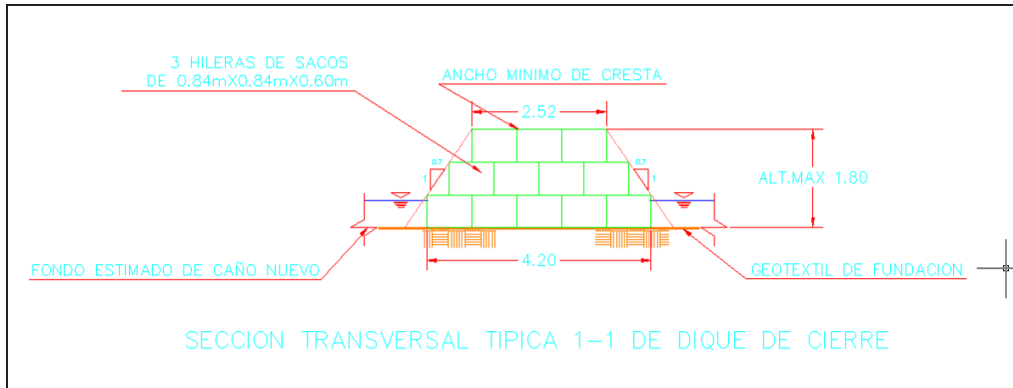 3 HILERAS DE SACOS
DE 0.84mX0.84mX0.60m
ANCHO MINIMO DE CRESTA
2.52
0.7
1
0.7
1
ALT.MAX 1.80
FONDO ESTIMADO DE CAÑO NUEVO
4.20
GEOTEXTIL DE FUNDACION
SECCION TRANSVERSAL TIPICA 1-1 DE DIQUE DE CIERRE